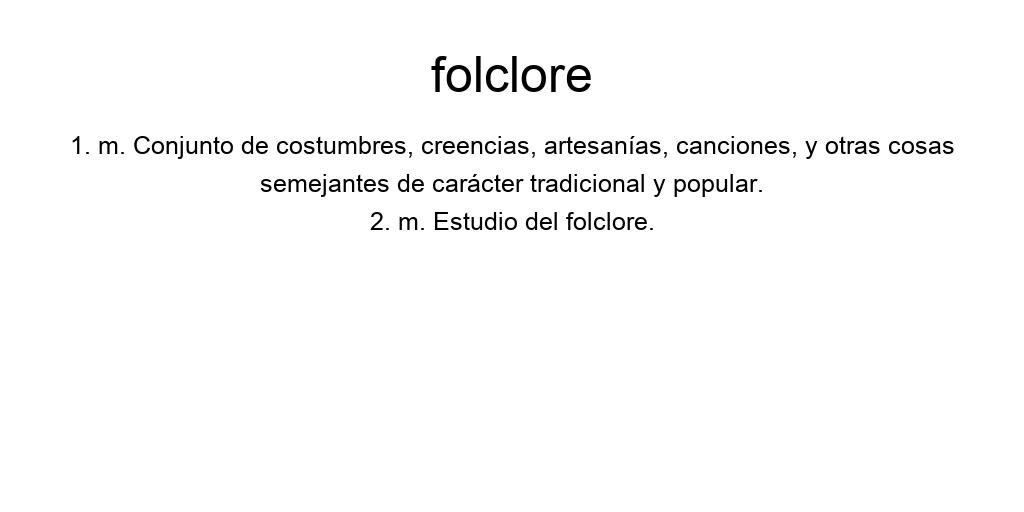 folclore
1. m. Conjunto de costumbres, creencias, artesanías, canciones, y otras cosas
semejantes de carácter tradicional y popular.
2. m. Estudio del folclore.